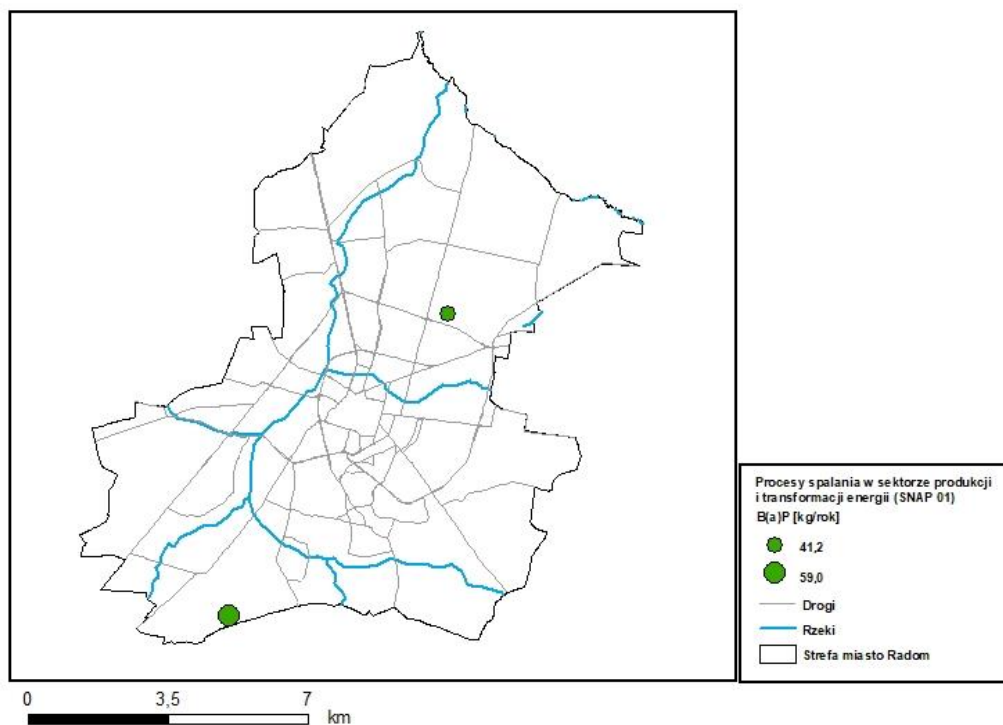 Procesy spalania w sektorze produkcji
i transformacji energii (SNAP 01)
B(a)P [kg/rok]
41,2
59,0
Drogi
Rzeki
Strefa miasto Radom
0 3,5 7
km